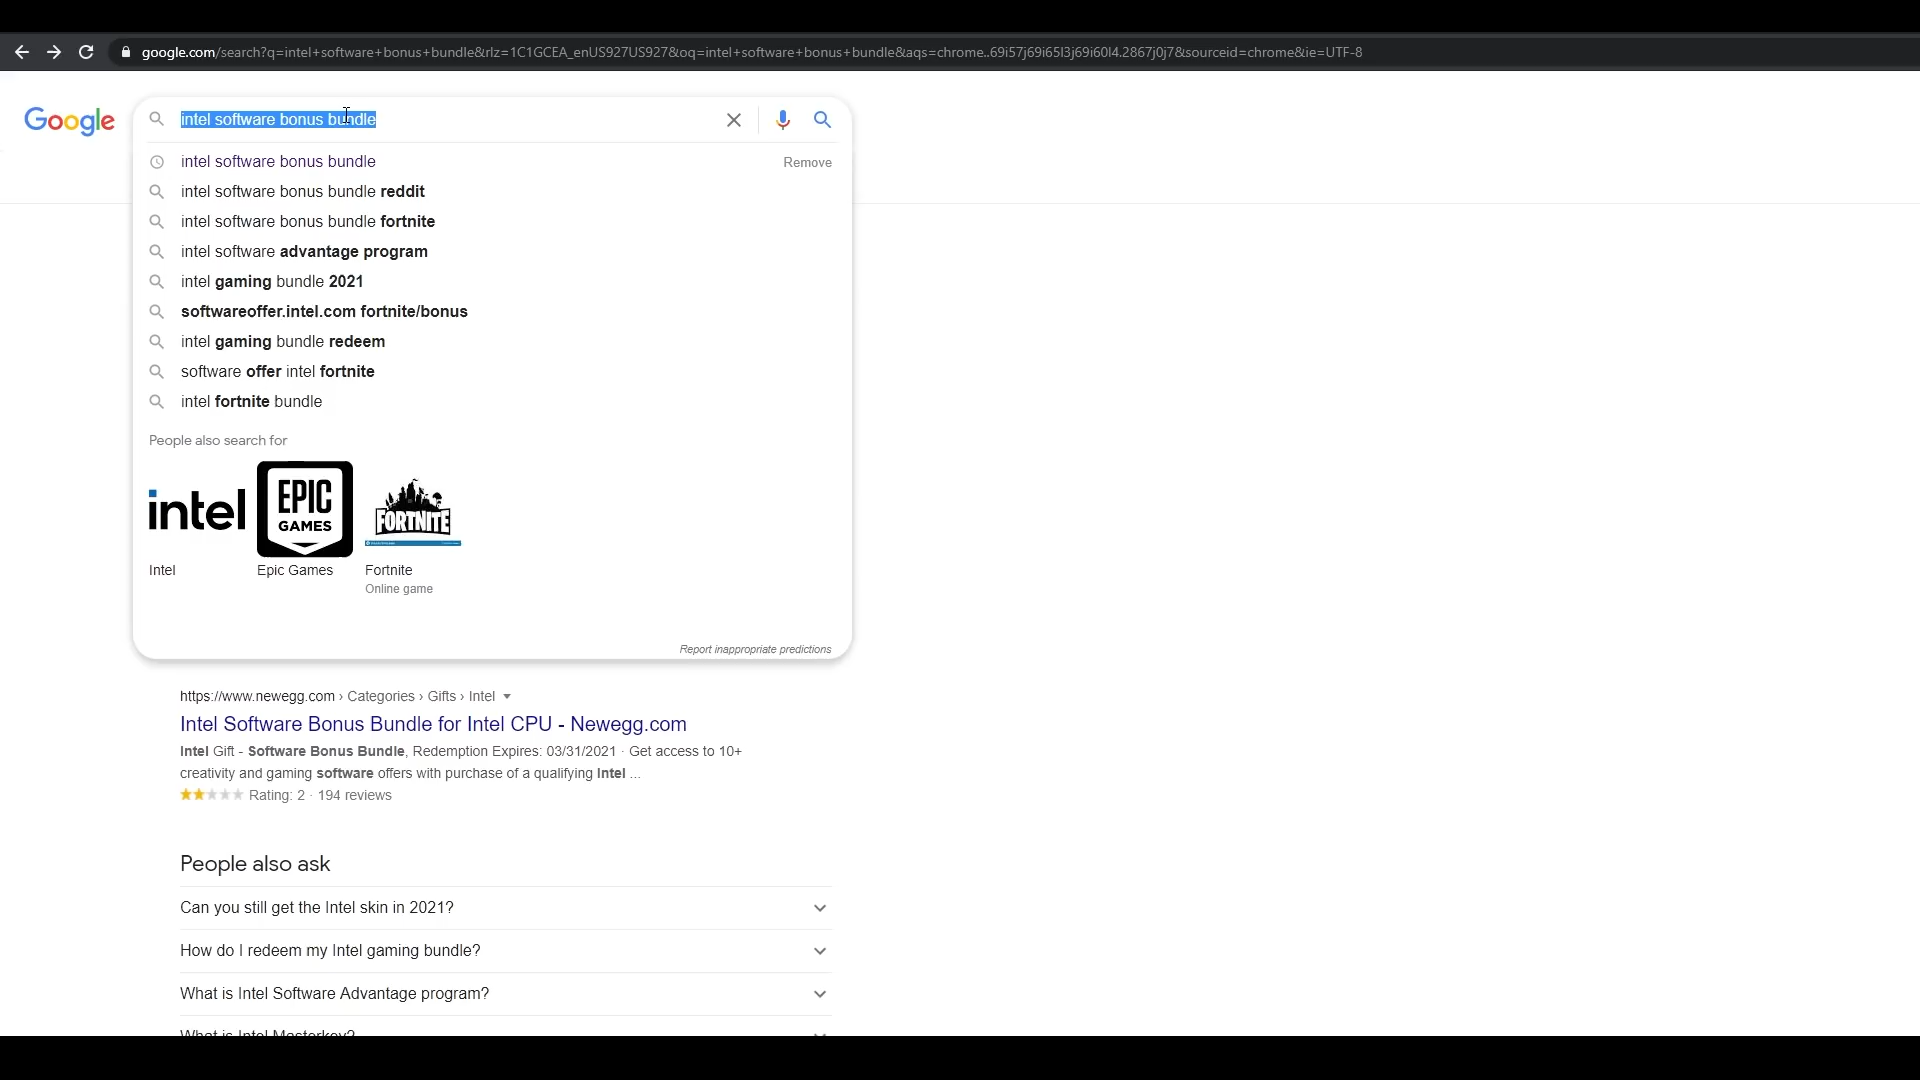 google.com/search?q=intel+software+bonus+bundle&rlz=1C1GCEA_enUS927US927&oq=intel+software+bonus+bundle&aqs=chrome..69i57j69i65l3j69i60l4.2867j0j7&sourceid=chrome&ie=UTF-8
Google
intel software bonus bundle
intel software bonus bundle Remove
intel software bonus bundle reddit
intel software bonus bundle fortnite
intel software advantage program
intel gaming bundle 2021
softwareoffer.intel.com fortnite/bonus
intel gaming bundle redeem
software offer intel fortnite
intel fortnite bundle
People also search for
intel
EPIC
GAMES
FORTNITE
Intel Epic Games Fortnite
Online game
Report inappropriate predictions
https://www.newegg.com › Categories › Gifts › Intel
Intel Software Bonus Bundle for Intel CPU - Newegg.com
Intel Gift - Software Bonus Bundle, Redemption Expires: 03/31/2021 · Get access to 10+
creativity and gaming software offers with purchase of a qualifying Intel ...
Rating: 2 · 194 reviews
People also ask
Can you still get the Intel skin in 2021?
How do I redeem my Intel gaming bundle?
What is Intel Software Advantage program?
What is Intel Masterkey?